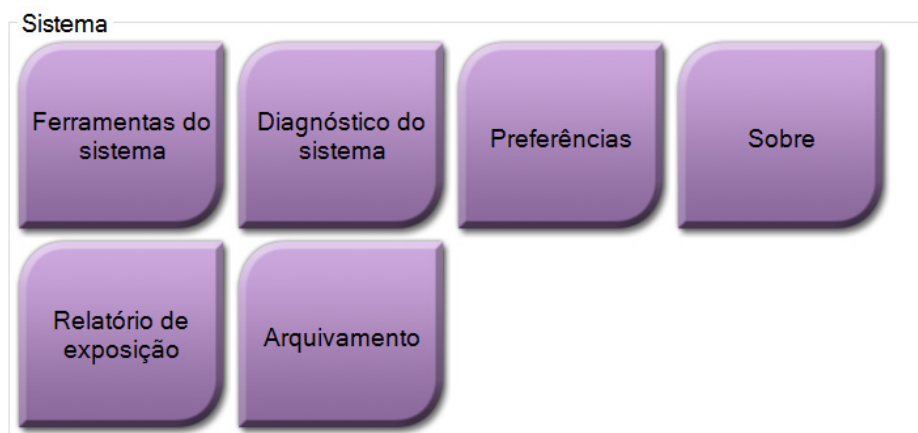 Sistema
Ferramentas do
sistema
Diagnóstico do
sistema
Preferências
Sobre
Relatório de
exposição
Arquivamento